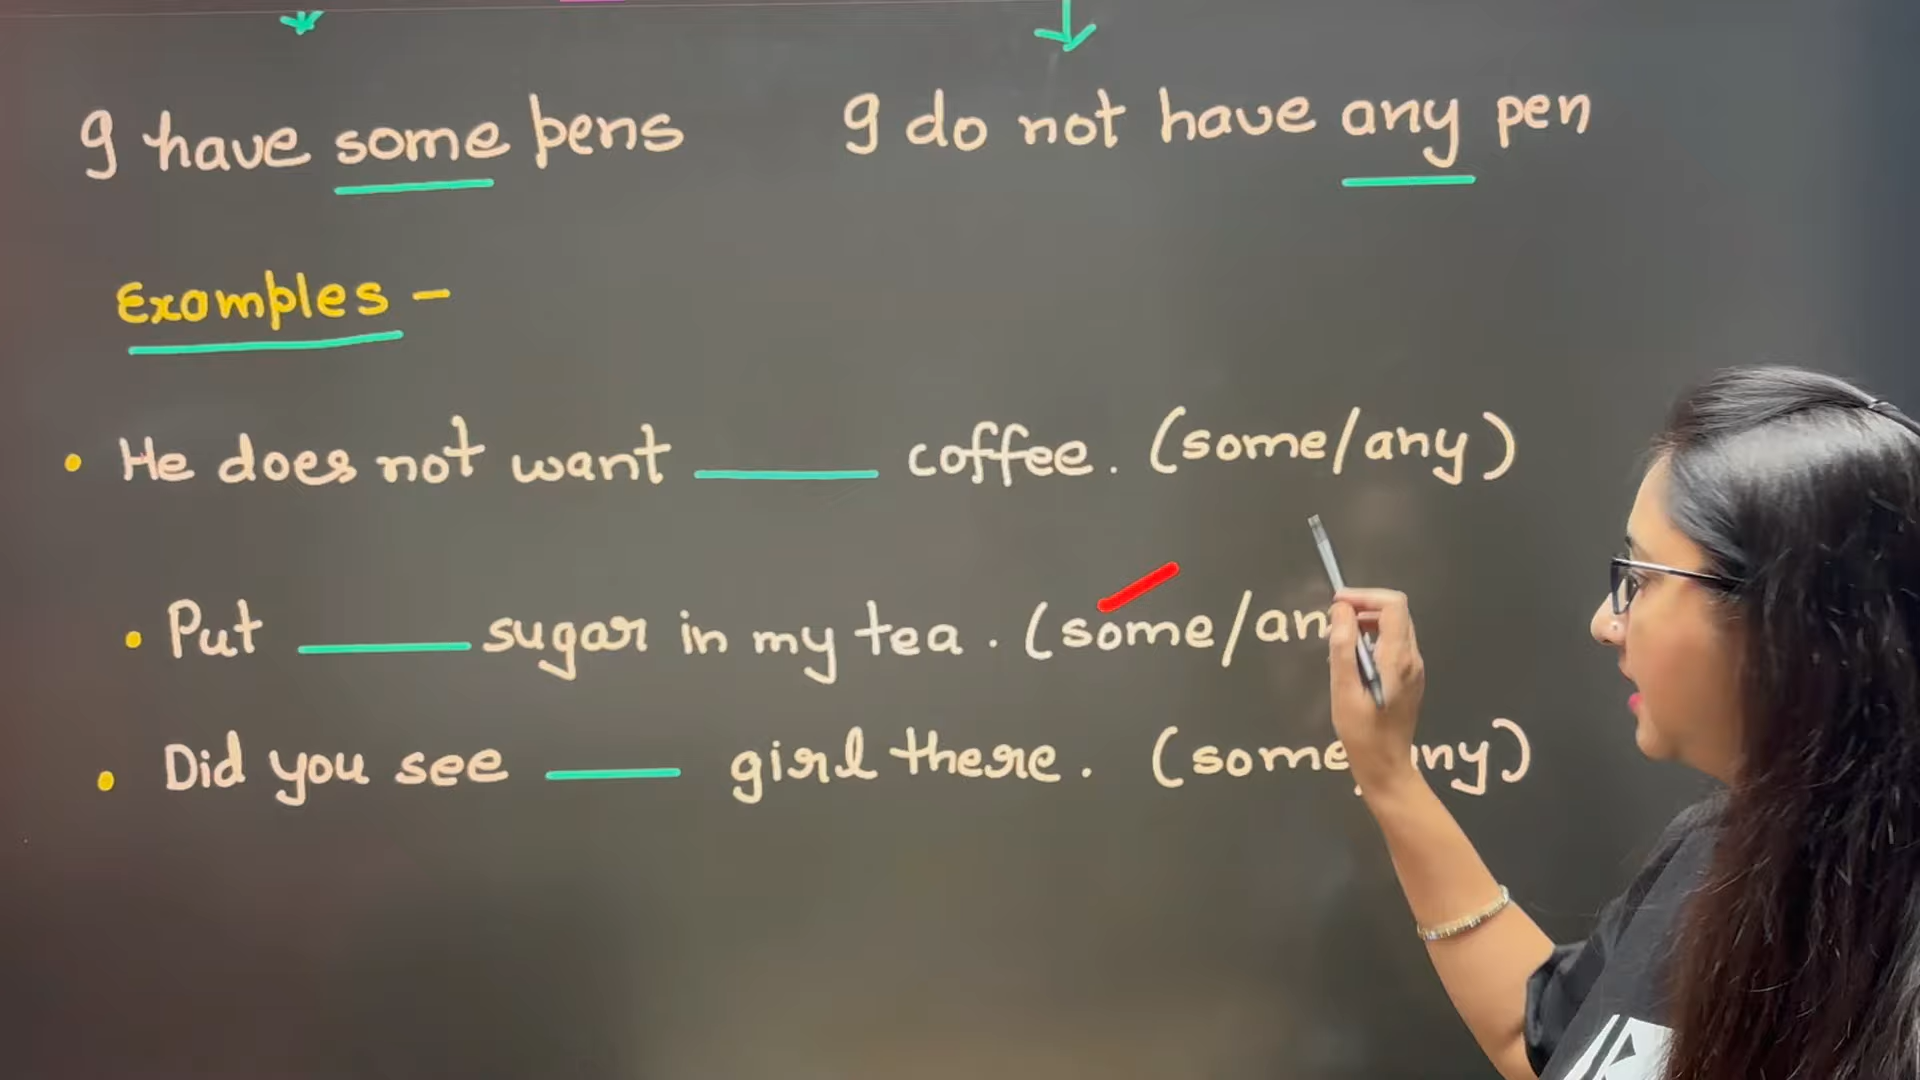 I have some pens I do not have any pen
Examples -
• He does not want ____ coffee. (some/any)
• Put ____ sugar in my tea. (some/an
• Did you see ____ girl there. (some/any)